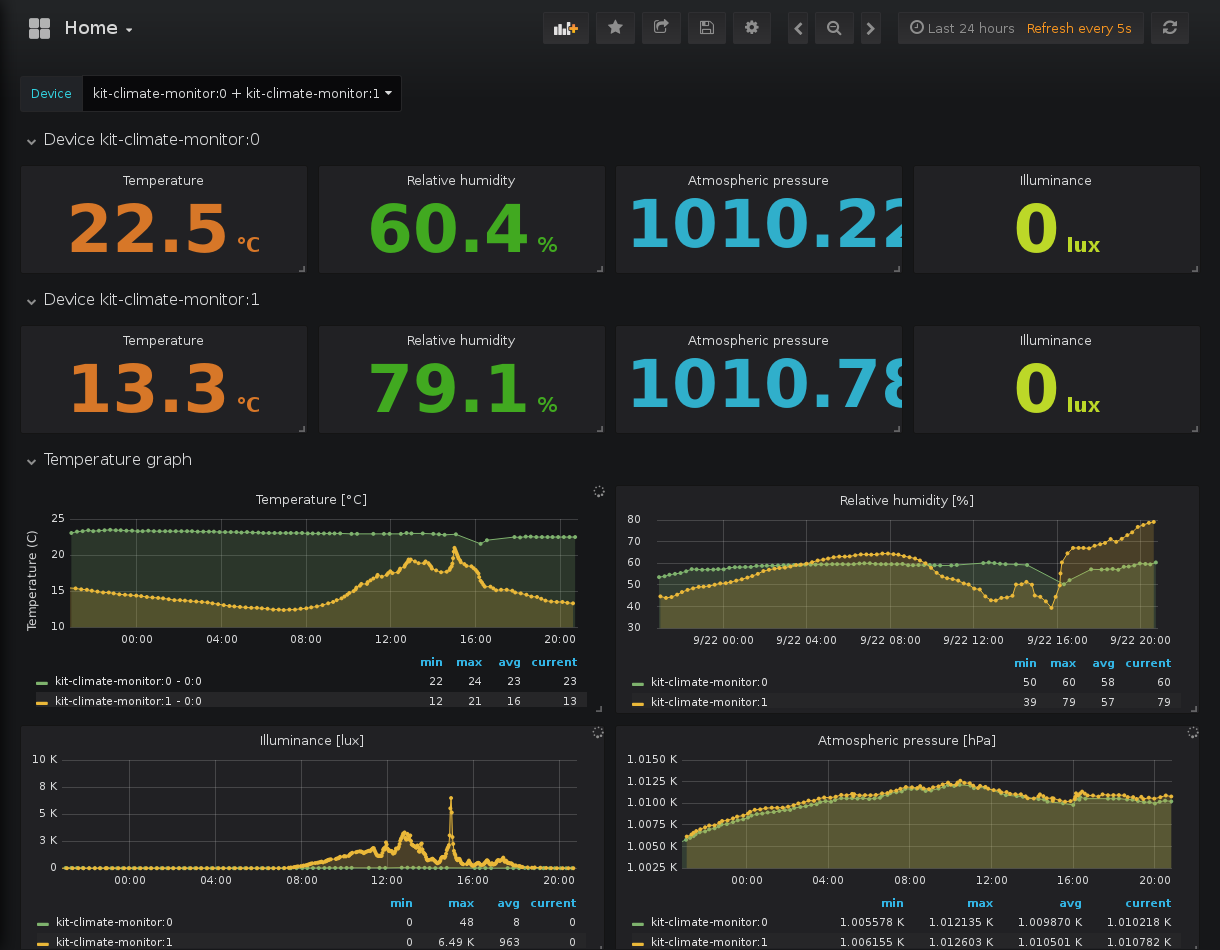 Home
Last 24 hours Refresh every 5s
Device kit-climate-monitor:0 + kit-climate-monitor:1
Device kit-climate-monitor:0
Temperature Relative humidity Atmospheric pressure Illuminance
22.5 °C 60.4 % 1010.22 0 lux
Device kit-climate-monitor:1
Temperature Relative humidity Atmospheric pressure Illuminance
13.3 °C 79.1 % 1010.78 0 lux
Temperature graph
Temperature [°C]
Temperature (C)
25
20
15
10
00:00 04:00 08:00 12:00 16:00 20:00
min max avg current
kit-climate-monitor:0 - 0:0 22 24 23 23
kit-climate-monitor:1 - 0:0 12 21 16 13
Relative humidity [%]
80
70
60
50
40
30
9/22 00:00 9/22 04:00 9/22 08:00 9/22 12:00 9/22 16:00 9/22 20:00
min max avg current
kit-climate-monitor:0 50 60 58 60
kit-climate-monitor:1 39 79 57 79
Illuminance [lux]
10 K
8 K
5 K
3 K
0
00:00 04:00 08:00 12:00 16:00 20:00
min max avg current
kit-climate-monitor:0 0 48 8 0
kit-climate-monitor:1 0 6.49 K 963 0
Atmospheric pressure [hPa]
1.0150 K
1.0125 K
1.0100 K
1.0075 K
1.0050 K
1.0025 K
00:00 04:00 08:00 12:00 16:00 20:00
min max avg current
kit-climate-monitor:0 1.005578 K 1.012135 K 1.009870 K 1.010218 K
kit-climate-monitor:1 1.006155 K 1.012603 K 1.010501 K 1.010782 K